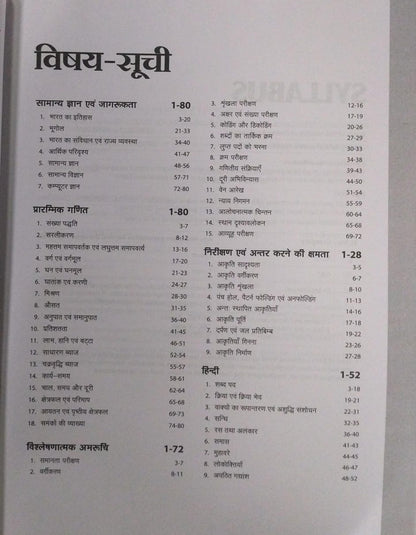 विषय-सूची
सामान्य ज्ञान एवं जागरूकता 1-80
1. भारत का इतिहास 3-20
2. भूगोल 21-33
3. भारत का संविधान एवं राज्य व्यवस्था 34-40
4. आर्थिक परिदृश्य 41-47
5. सामान्य ज्ञान 48-56
6. सामान्य विज्ञान 57-71
7. कम्प्यूटर ज्ञान 72-80
प्रारम्भिक गणित 1-80
1. संख्या पद्धति 3-7
2. सरलीकरण 8-12
3. महत्तम समापवर्तक एवं लघुत्तम समापवर्त्य 13-16
4. वर्ग एवं वर्गमूल 17-20
5. घन एवं घनमूल 21-23
6. घातांक एवं करणी 24-27
7. मिश्रण 28-30
8. औसत 31-35
9. अनुपात एवं समानुपात 36-40
10. प्रतिशतता 41-45
11. लाभ, हानि एवं बट्टा 46-51
12. साधारण ब्याज 52-54
13. चक्रवृद्धि ब्याज 55-57
14. कार्य-समय 58-61
15. चाल, समय और दूरी 62-64
16. क्षेत्रफल एवं परिमाप 65-68
17. आयतन एवं पृष्ठीय क्षेत्रफल 69-73
18. समंकों की व्याख्या 74-80
विश्लेषणात्मक अभिरूचि 1-72
1. समानता परीक्षण 3-7
2. वर्गीकरण 8-11
3. शृंखला परीक्षण 12-16
4. अक्षर एवं संख्या परीक्षण 17-19
5. कोडिंग और डिकोडिंग 20-26
6. शब्दों का तार्किक क्रम 27-29
7. लुप्त पदों को भरना 30-33
8. क्रम परीक्षण 34-38
9. गणितीय संक्रियाएँ 39-43
10. दूरी अभिविन्यास 44-50
11. वेन आरेख 51-54
12. न्याय निगमन 55-59
13. आलोचनात्मक चिन्तन 60-63
14. स्थान दृश्यावलोकन 64-68
15. आव्यूह परीक्षण 69-72
निरीक्षण एवं अन्तर करने की क्षमता 1-28
1. आकृति सादृश्यता 3-5
2. आकृति वर्गीकरण 6-7
3. आकृति शृंखला 8-10
4. पंच होल, पैटर्न फोल्डिंग एवं अनफोल्डिंग 11-13
5. अन्तः स्थापित आकृतियाँ 14-16
6. आकृति पूर्ति 17-18
7. दर्पण एवं जल प्रतिबिम्ब 19-22
8. आकृतियाँ गिनना 23-26
9. आकृति निर्माण 27-28
हिन्दी 1-52
1. शब्द पद 3-18
2. क्रिया एवं क्रिया भेद 19-21
3. वाक्यों का रूपान्तरण एवं अशुद्धि संशोधन 22-31
4. सन्धि 32-35
5. रस तथा अलंकार 36-40
6. समास 41-43
7. मुहावरे 44-45
8. लोकोक्तियाँ 46-47
9. अपठित गद्यांश 48-52